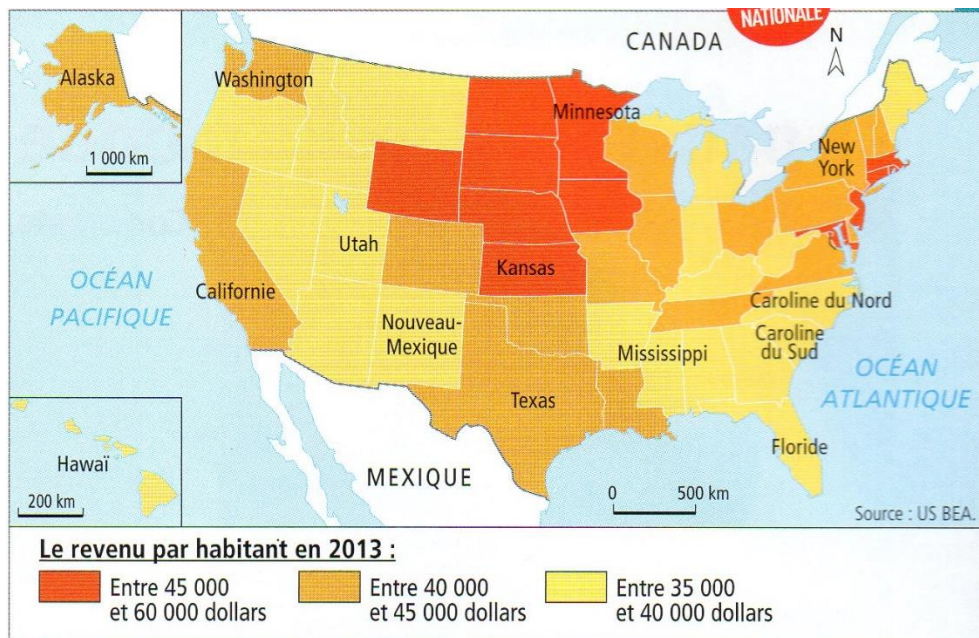 NATIONALE
CANADA
N
Alaska
1 000 km
Washington
Minnesota
New
York
Utah
Kansas
Californie
OCÉAN
PACIFIQUE
Nouveau-
Mexique
Caroline du Nord
Caroline
du Sud
Mississippi
OCÉAN
ATLANTIQUE
Texas
Floride
Hawaï
200 km
MEXIQUE
0 500 km
Source : US BEA.
Le revenu par habitant en 2013 :
Entre 45 000
et 60 000 dollars
Entre 40 000
et 45 000 dollars
Entre 35 000
et 40 000 dollars